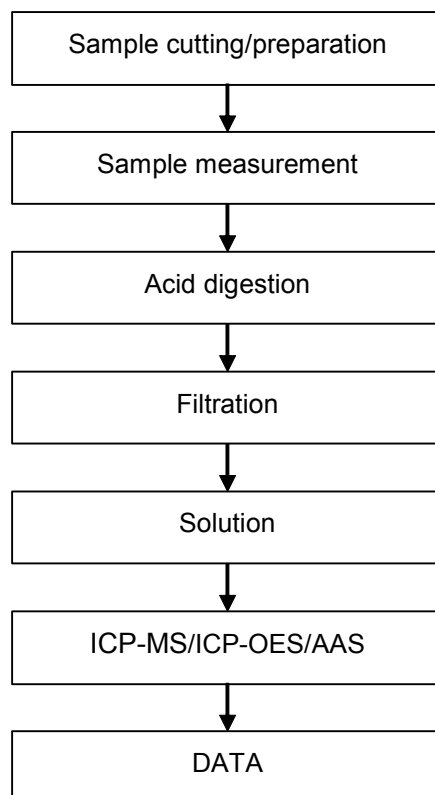 Sample cutting/preparation
Sample measurement
Acid digestion
Filtration
Solution
ICP-MS/ICP-OES/AAS
DATA